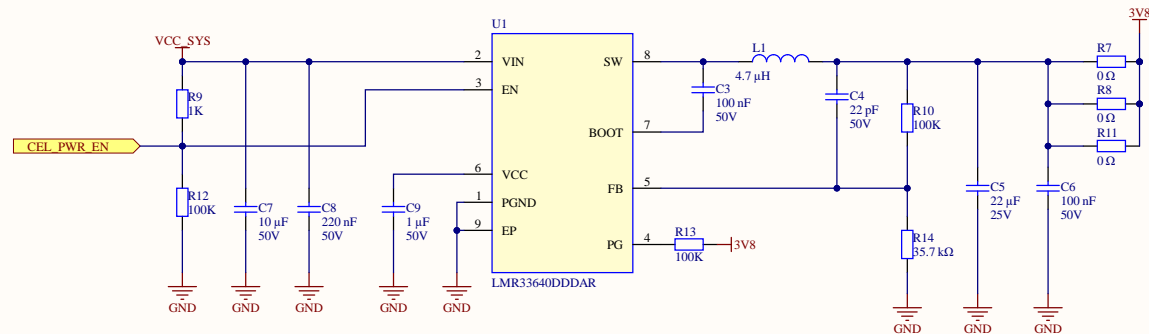 3V8
U1
VCC_SYS
2
VIN
SW
8
L1
4.7 µH
R7
0 Ω
R9
1K
3
EN
C3
100 nF
50V
C4
22 pF
50V
R10
100K
R8
0 Ω
CEL_PWR_EN
BOOT
7
R11
0 Ω
6
VCC
R12
100K
C7
10 µF
50V
C8
220 nF
50V
C9
1 µF
50V
1
PGND
FB
5
C5
22 µF
25V
C6
100 nF
50V
9
EP
PG
4
R13
100K
3V8
R14
35.7 kΩ
LMR33640DDDAR
GND
GND
GND
GND
GND
GND
GND
GND